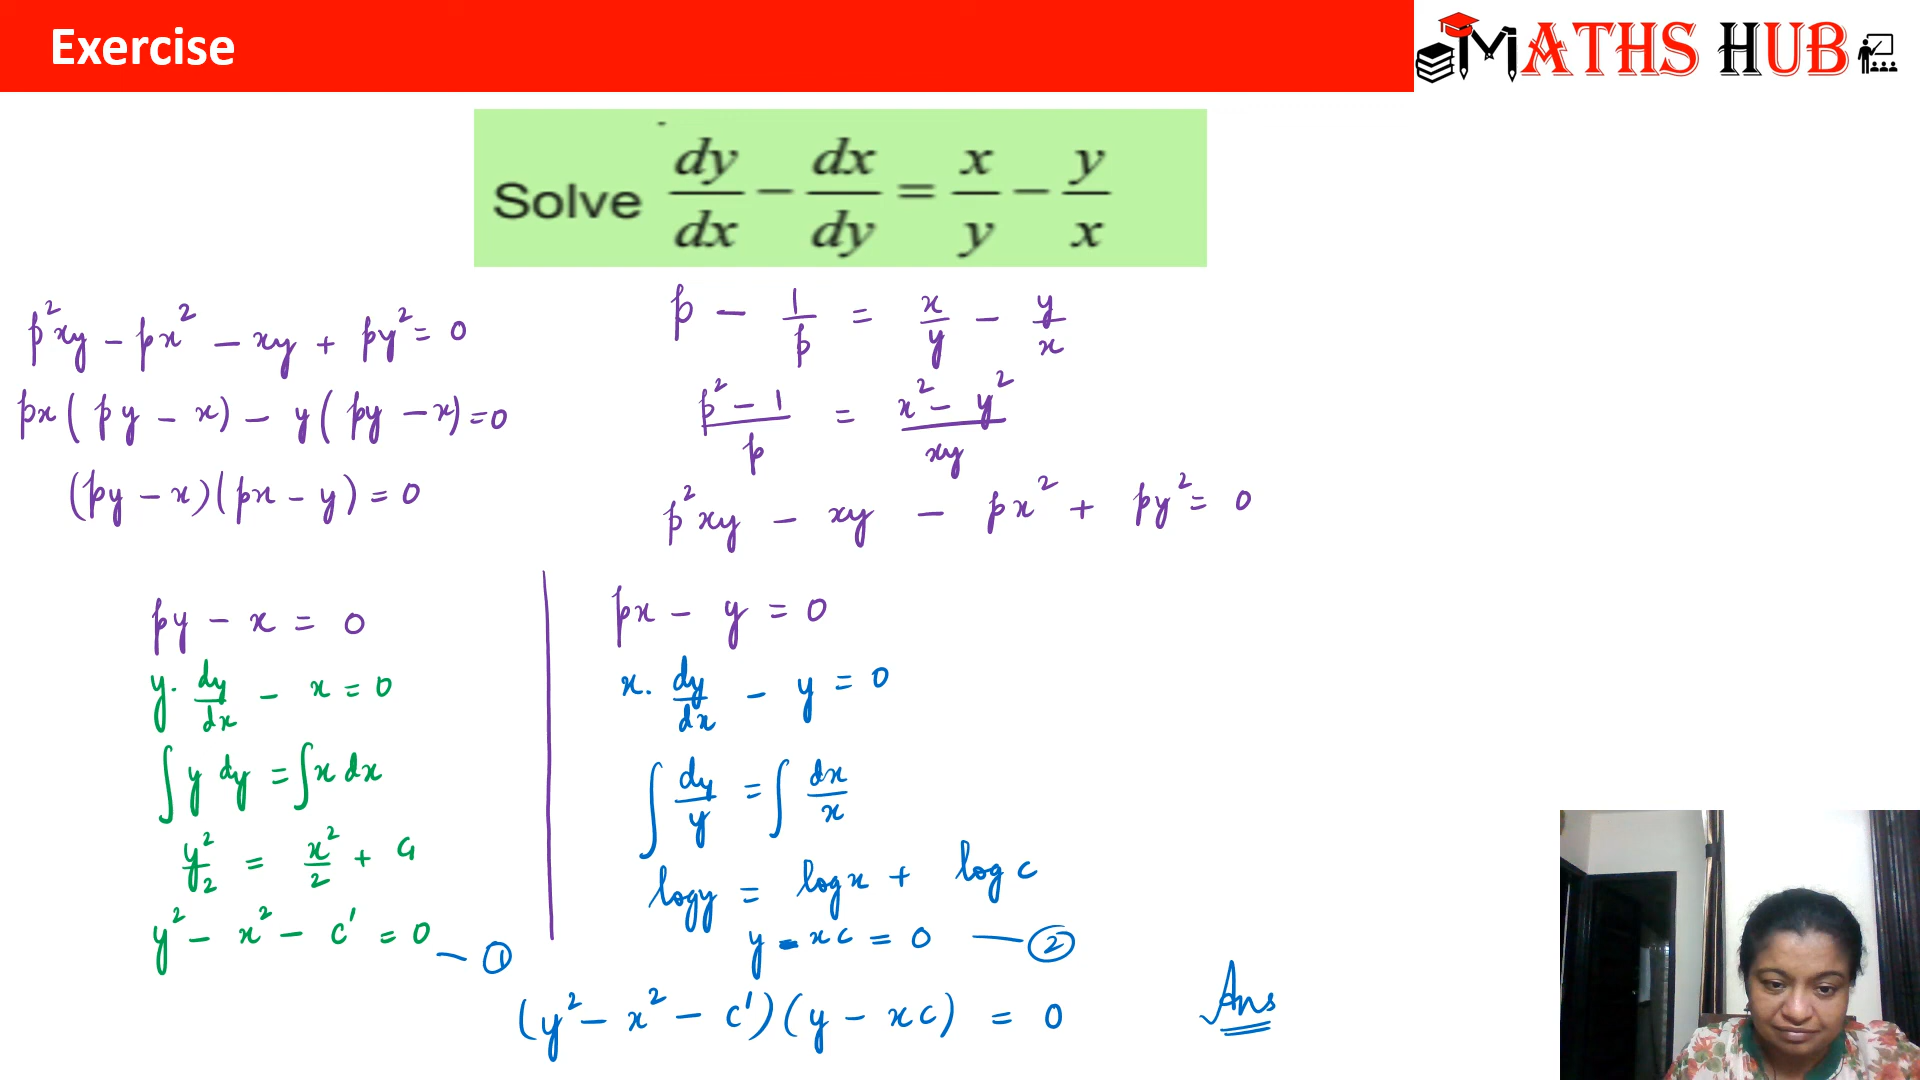 Exercise
MATHS HUB
Solve dy/dx − dx/dy = x/y − y/x
p − 1/p = x/y − y/x
(p² − 1)/p = (x² − y²)/xy
p²xy − xy − px² + py² = 0
p²xy − px² − xy + py² = 0
px(py − x) − y(py − x) = 0
(py − x)(px − y) = 0
py − x = 0
y. dy/dx − x = 0
∫y dy = ∫x dx
y²/2 = x²/2 + c₁
y² − x² − c' = 0 — ①
px − y = 0
x. dy/dx − y = 0
∫dy/y = ∫dx/x
logy = logx + log c
y − xc = 0 — ②
(y² − x² − c')(y − xc) = 0 Ans